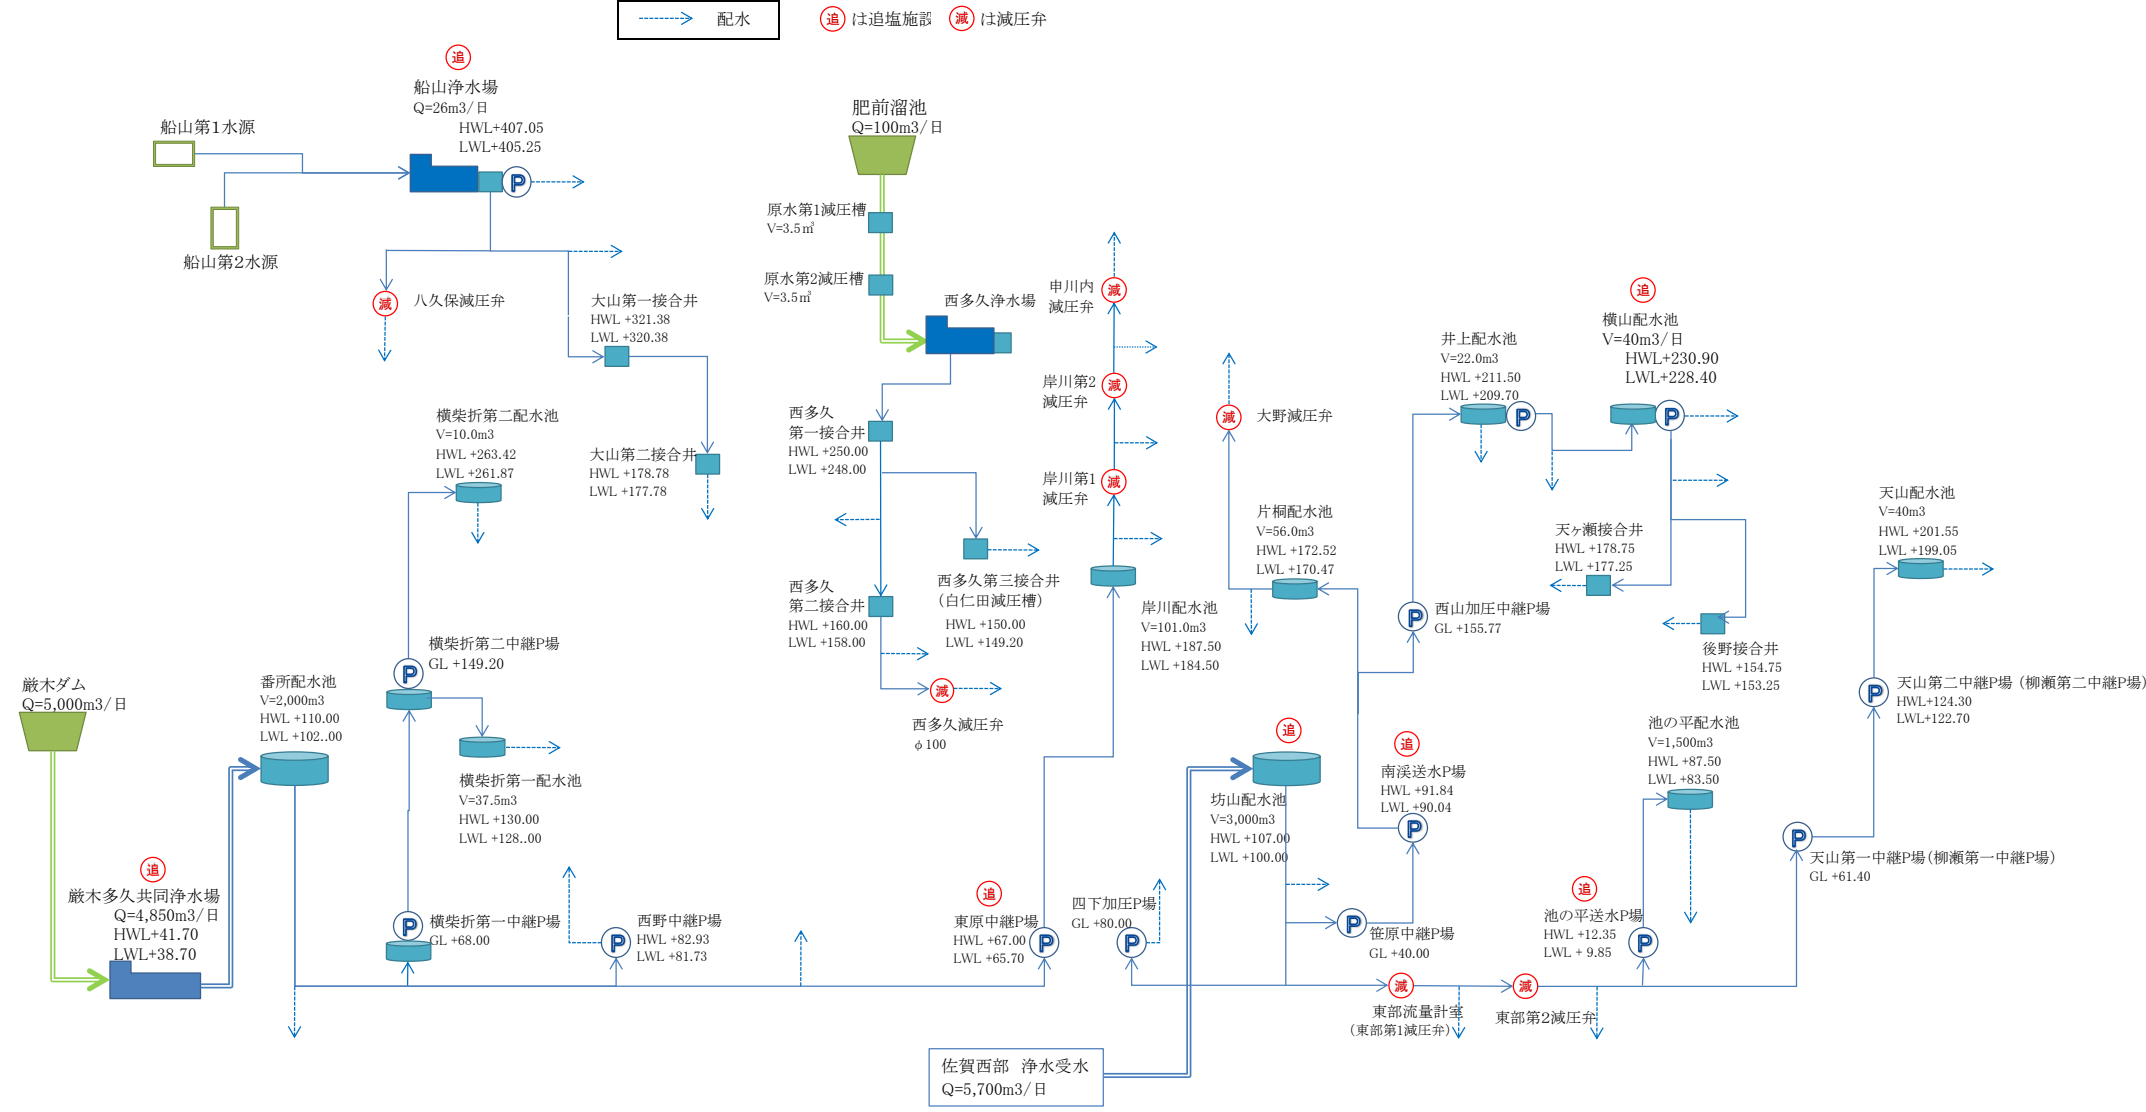 配水
追 は追塩施設
減 は減圧弁
追
船山浄水場
Q=26m3/日
HWL+407.05
LWL+405.25
船山第1水源
船山第2水源
P
減
八久保減圧弁
大山第一接合井
HWL +321.38
LWL +320.38
大山第二接合井
HWL +178.78
LWL +177.78
横柴折第二配水池
V=10.0m3
HWL +263.42
LWL +261.87
横柴折第二中継P場
GL +149.20
P
横柴折第一配水池
V=37.5m3
HWL +130.00
LWL +128..00
P
横柴折第一中継P場
GL +68.00
厳木ダム
Q=5,000m3/日
番所配水池
V=2,000m3
HWL +110.00
LWL +102..00
追
厳木多久共同浄水場
Q=4,850m3/日
HWL+41.70
LWL+38.70
西野中継P場
HWL +82.93
LWL +81.73
P
肥前溜池
Q=100m3/日
原水第1減圧槽
V=3.5㎥
原水第2減圧槽
V=3.5㎥
西多久浄水場
西多久
第一接合井
HWL +250.00
LWL +248.00
西多久
第二接合井
HWL +160.00
LWL +158.00
西多久第三接合井
(白仁田減圧槽)
HWL +150.00
LWL +149.20
減
西多久減圧弁
φ100
申川内
減圧弁
減
岸川第2
減圧弁
減
岸川第1
減圧弁
減
岸川配水池
V=101.0m3
HWL +187.50
LWL +184.50
追
東原中継P場
HWL +67.00
LWL +65.70
P
減
大野減圧弁
片桐配水池
V=56.0m3
HWL +172.52
LWL +170.47
井上配水池
V=22.0m3
HWL +211.50
LWL +209.70
P
追
横山配水池
V=40m3/日
HWL+230.90
LWL+228.40
P
天ヶ瀬接合井
HWL +178.75
LWL +177.25
後野接合井
HWL +154.75
LWL +153.25
西山加圧中継P場
GL +155.77
P
追
坊山配水池
V=3,000m3
HWL +107.00
LWL +100.00
追
南渓送水P場
HWL +91.84
LWL +90.04
P
四下加圧P場
GL +80.00
P
笹原中継P場
GL +40.00
P
減
東部流量計室
(東部第1減圧弁)
減
東部第2減圧弁
追
池の平送水P場
HWL +12.35
LWL + 9.85
P
池の平配水池
V=1,500m3
HWL +87.50
LWL +83.50
天山配水池
V=40m3
HWL +201.55
LWL +199.05
P
天山第二中継P場 (柳瀬第二中継P場)
HWL+124.30
LWL+122.70
P
天山第一中継P場(柳瀬第一中継P場)
GL +61.40
佐賀西部 浄水受水
Q=5,700m3/日